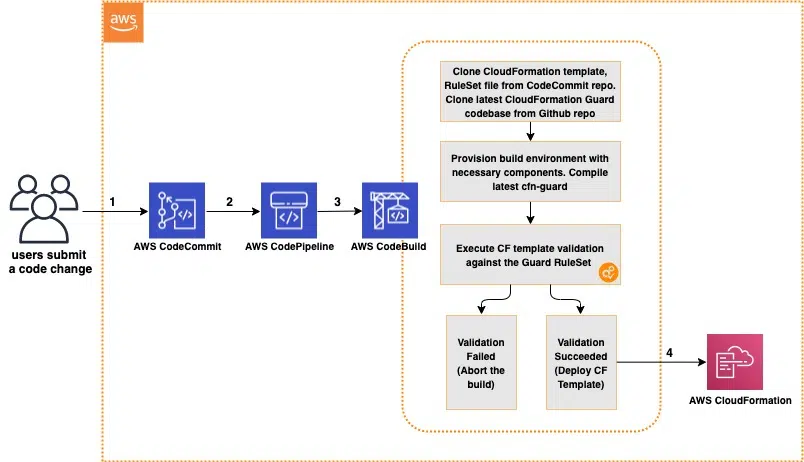 aws
Clone CloudFormation template,
RuleSet file from CodeCommit repo.
Clone latest CloudFormation Guard
codebase from Github repo
Provision build environment with
necessary components. Compile
latest cfn-guard
1
2
3
users submit
a code change
AWS CodeCommit
AWS CodePipeline
AWS CodeBuild
Execute CF template validation
against the Guard RuleSet
Validation
Failed
(Abort the
build)
Validation
Succeeded
(Deploy CF
Template)
4
AWS CloudFormation